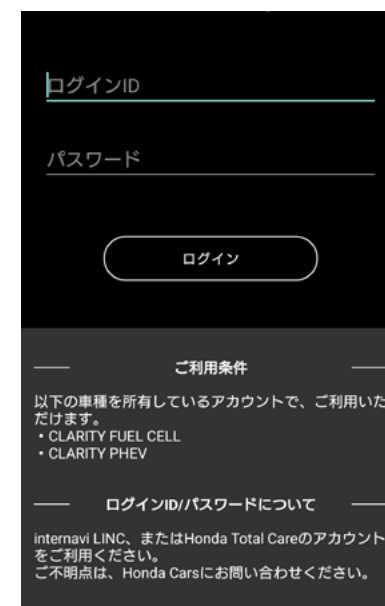 ログインID
パスワード
ログイン
ご利用条件
以下の車種を所有しているアカウントで、ご利用いた
だけます。
・CLARITY FUEL CELL
・CLARITY PHEV
ログインID/パスワードについて
internavi LINC、またはHonda Total Careのアカウント
をご利用ください。
ご不明点は、Honda Carsにお問い合わせください。